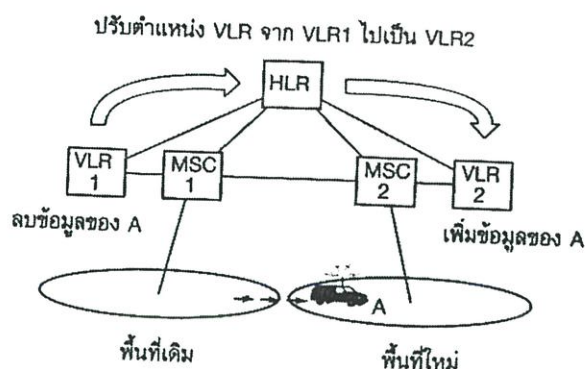 ปรับตำแหน่ง VLR จาก VLR1 ไปเป็น VLR2
HLR
VLR
1
MSC
1
MSC
2
VLR
2
ลบข้อมูลของ A
เพิ่มข้อมูลของ A
A
พื้นที่เดิม
พื้นที่ใหม่